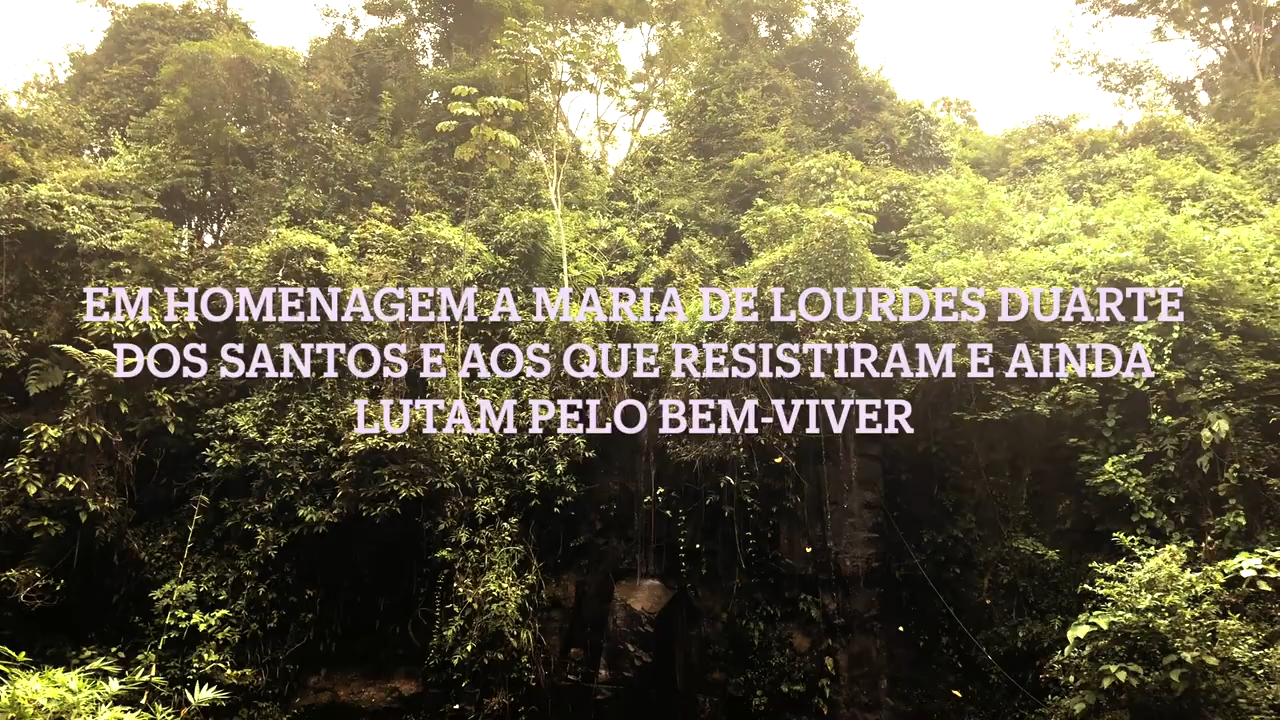 EM HOMENAGEM A MARIA DE LOURDES DUARTE
DOS SANTOS E AOS QUE RESISTIRAM E AINDA
LUTAM PELO BEM-VIVER